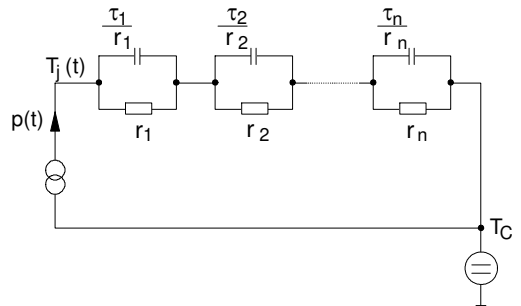 τ1 τ2 τn
r1 r2 rn
Tj (t)
r1 r2 rn
p(t)
TC